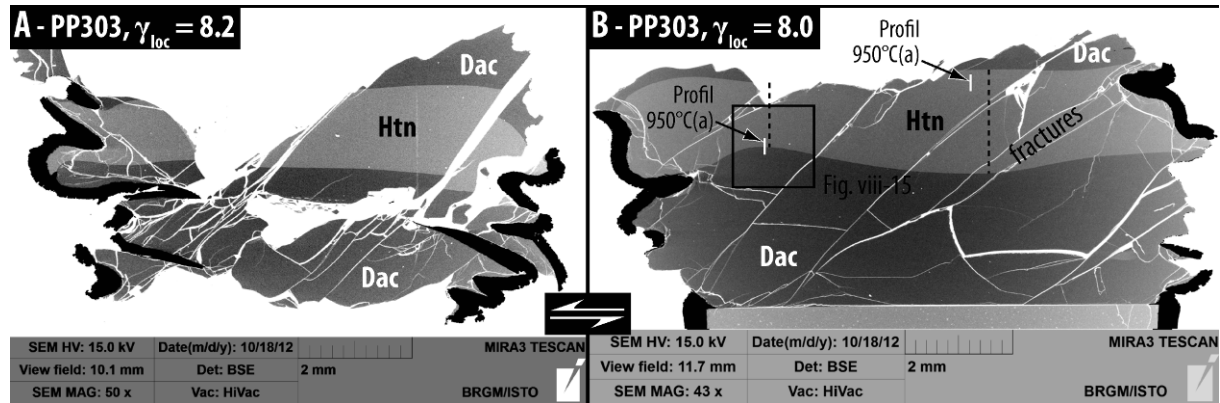 A - PP303, γloc = 8.2
Dac
Htn
Dac
SEM HV: 15.0 kV
Date(m/d/y): 10/18/12
MIRA3 TESCAN
View field: 10.1 mm
Det: BSE
2 mm
SEM MAG: 50 x
Vac: HiVac
BRGM/ISTO
B - PP303, γloc = 8.0
Profil
950°C(a)
Dac
Profil
950°C(a)
Htn
fractures
Fig. viii-15.
Dac
SEM HV: 15.0 kV
Date(m/d/y): 10/18/12
MIRA3 TESCAN
View field: 11.7 mm
Det: BSE
2 mm
SEM MAG: 43 x
Vac: HiVac
BRGM/ISTO